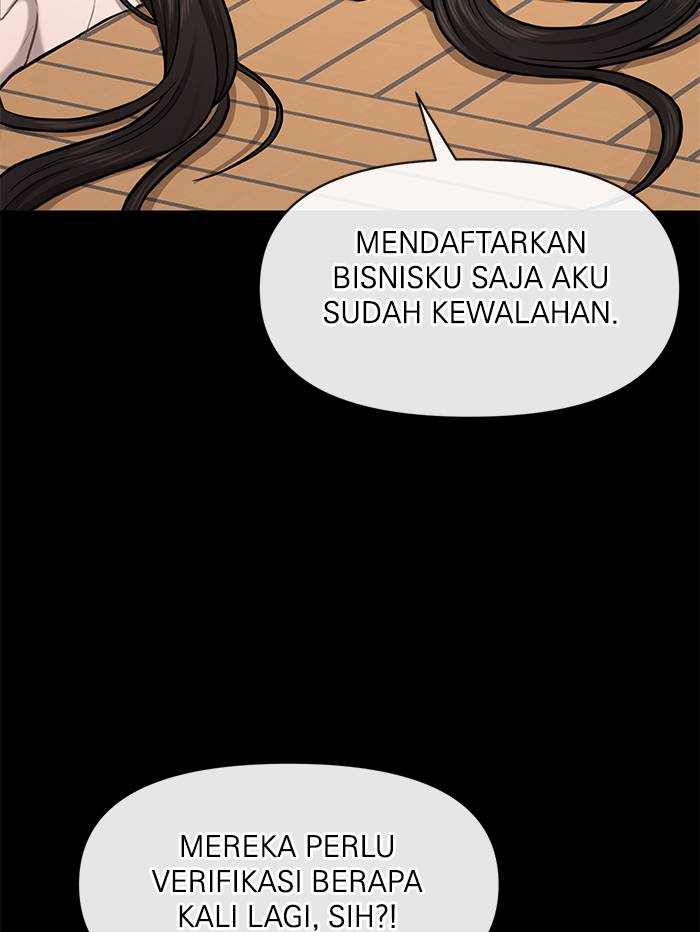 MENDAFTARKAN
BISNISKU SAJA AKU
SUDAH KEWALAHAN.
MEREKA PERLU
VERIFIKASI BERAPA
KALI LAGI, SIH?!